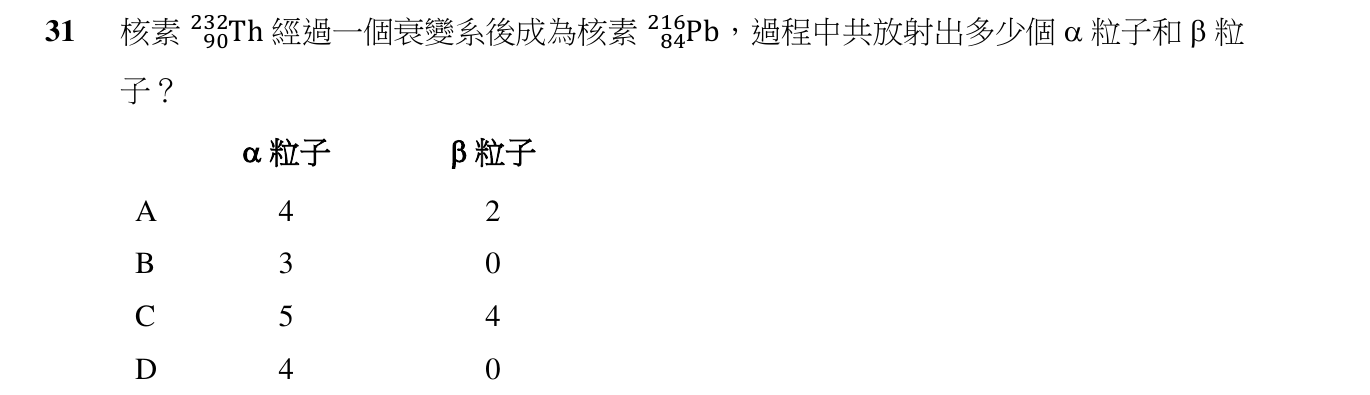 31 核素 ²³²₉₀Th 經過一個衰變系後成為核素 ²¹⁶₈₄Pb，過程中共放射出多少個 α 粒子和 β 粒
子？
α 粒子 β 粒子
A 4 2
B 3 0
C 5 4
D 4 0